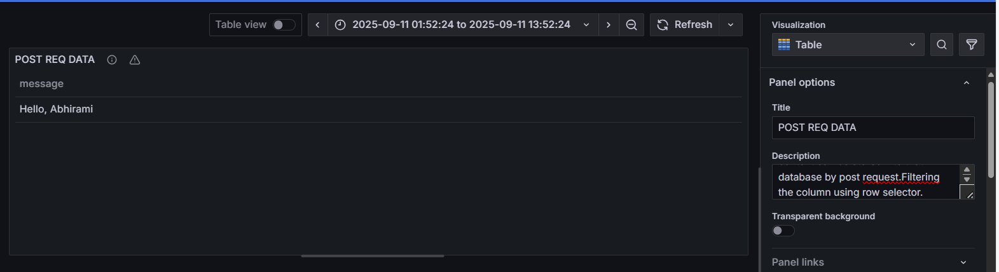 Table view
2025-09-11 01:52:24 to 2025-09-11 13:52:24
Refresh
POST REQ DATA
message
Hello, Abhirami
Visualization
Table
Panel options
Title
POST REQ DATA
Description
database by post request.Filtering
the column using row selector.
Transparent background
Panel links